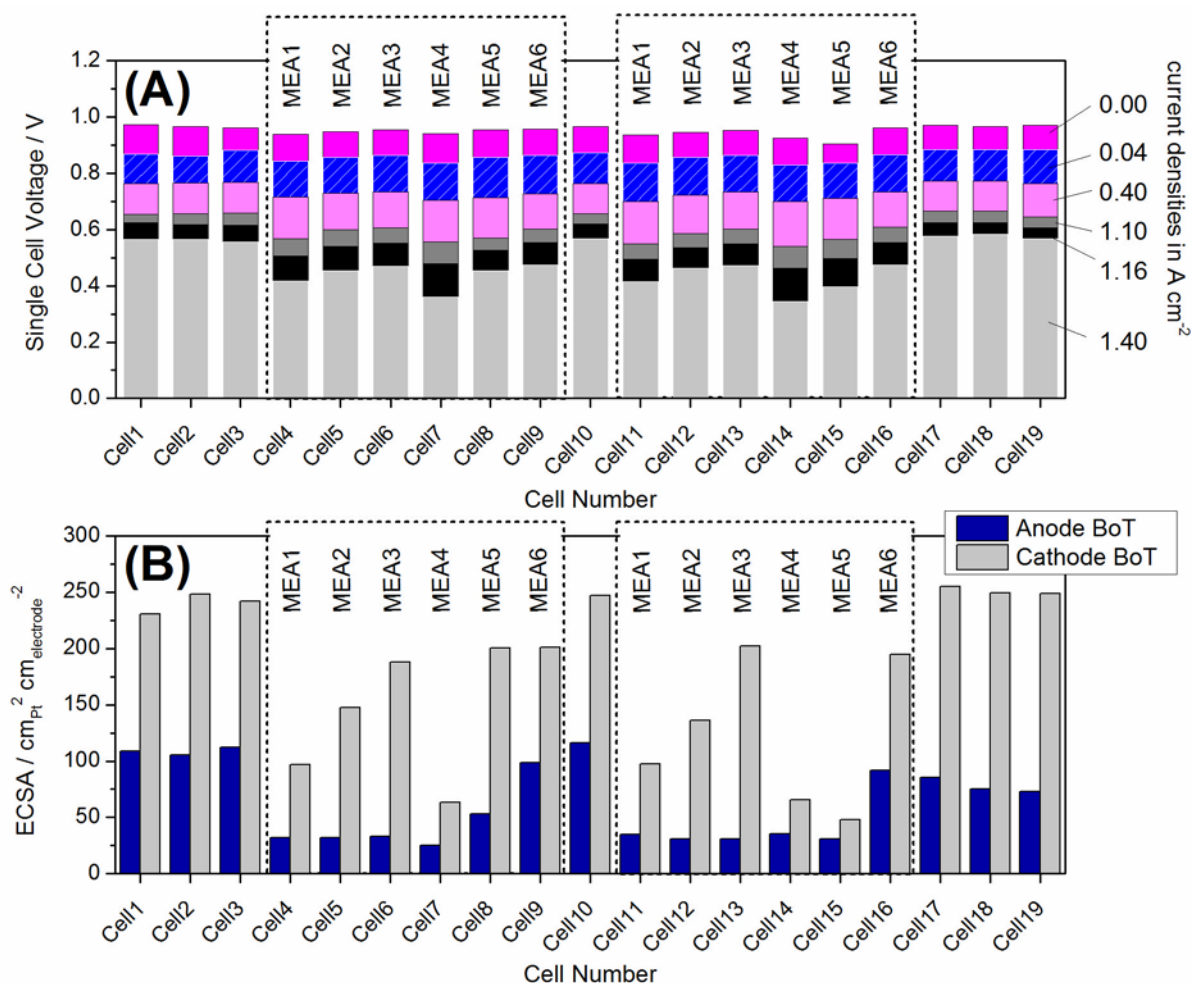 (A)
MEA1 MEA2 MEA3 MEA4 MEA5 MEA6 MEA1 MEA2 MEA3 MEA4 MEA5 MEA6
Single Cell Voltage / V
1.2
1.0
0.8
0.6
0.4
0.2
0.0
current densities in A cm⁻²
0.00
0.04
0.40
1.10
1.16
1.40
Cell1 Cell2 Cell3 Cell4 Cell5 Cell6 Cell7 Cell8 Cell9 Cell10 Cell11 Cell12 Cell13 Cell14 Cell15 Cell16 Cell17 Cell18 Cell19
Cell Number
(B)
MEA1 MEA2 MEA3 MEA4 MEA5 MEA6 MEA1 MEA2 MEA3 MEA4 MEA5 MEA6
Anode BoT
Cathode BoT
ECSA / cm_Pt² cm_electrode⁻²
300
250
200
150
100
50
0
Cell1 Cell2 Cell3 Cell4 Cell5 Cell6 Cell7 Cell8 Cell9 Cell10 Cell11 Cell12 Cell13 Cell14 Cell15 Cell16 Cell17 Cell18 Cell19
Cell Number